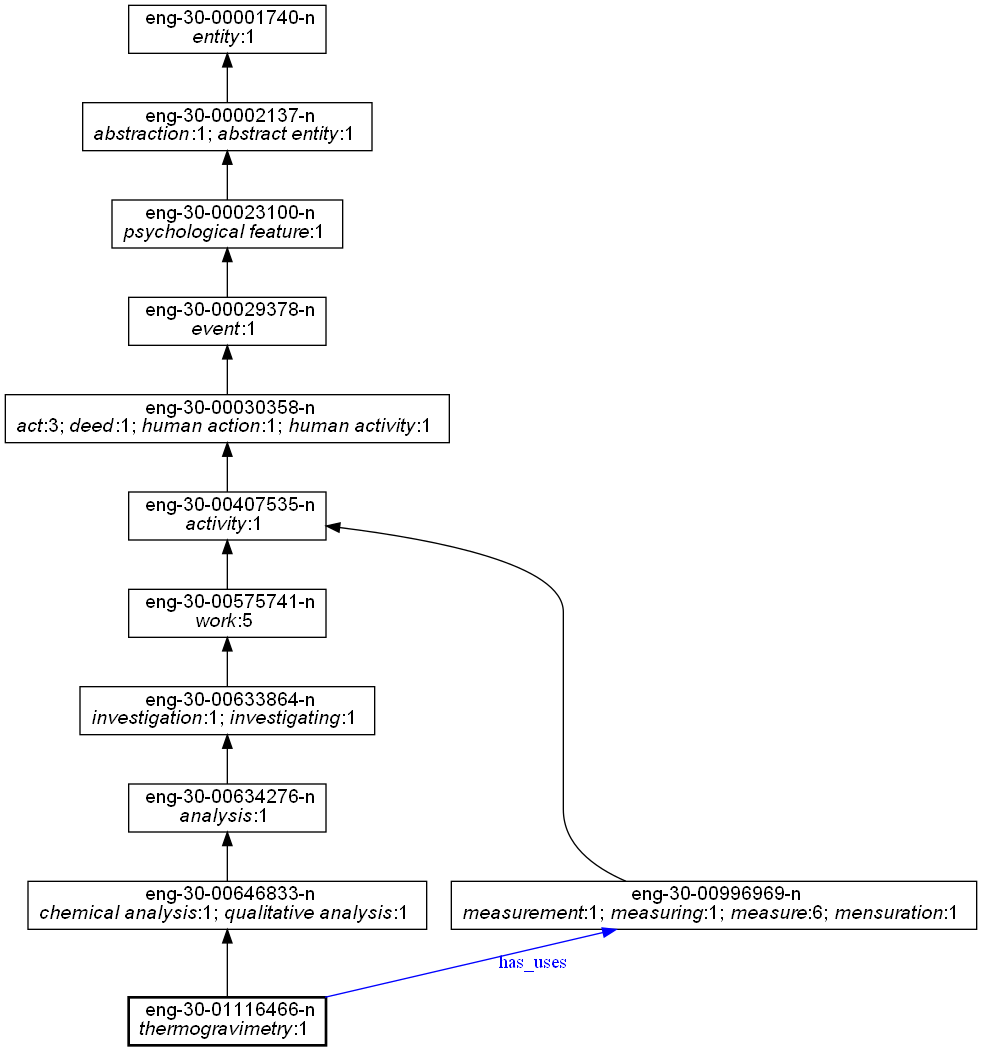 eng-30-00001740-n
entity:1
eng-30-00002137-n
abstraction:1; abstract entity:1
eng-30-00023100-n
psychological feature:1
eng-30-00029378-n
event:1
eng-30-00030358-n
act:3; deed:1; human action:1; human activity:1
eng-30-00407535-n
activity:1
eng-30-00575741-n
work:5
eng-30-00633864-n
investigation:1; investigating:1
eng-30-00634276-n
analysis:1
eng-30-00646833-n
chemical analysis:1; qualitative analysis:1
eng-30-00996969-n
measurement:1; measuring:1; measure:6; mensuration:1
has_uses
eng-30-01116466-n
thermogravimetry:1